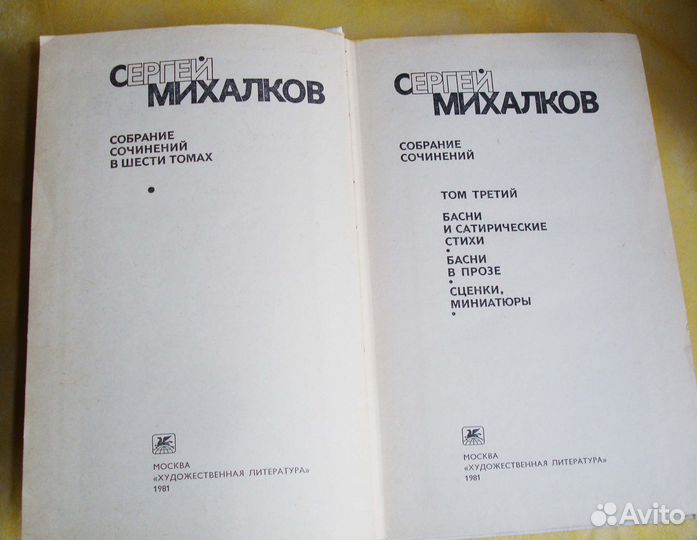 СЕРГЕЙ
МИХАЛКОВ
СОБРАНИЕ
СОЧИНЕНИЙ
В ШЕСТИ ТОМАХ
МОСКВА
«ХУДОЖЕСТВЕННАЯ ЛИТЕРАТУРА»
1981
СЕРГЕЙ
МИХАЛКОВ
СОБРАНИЕ
СОЧИНЕНИЙ
ТОМ ТРЕТИЙ
БАСНИ
И САТИРИЧЕСКИЕ
СТИХИ
БАСНИ
В ПРОЗЕ
СЦЕНКИ,
МИНИАТЮРЫ
МОСКВА
«ХУДОЖЕСТВЕННАЯ ЛИТЕРАТУРА»
1981
Avito